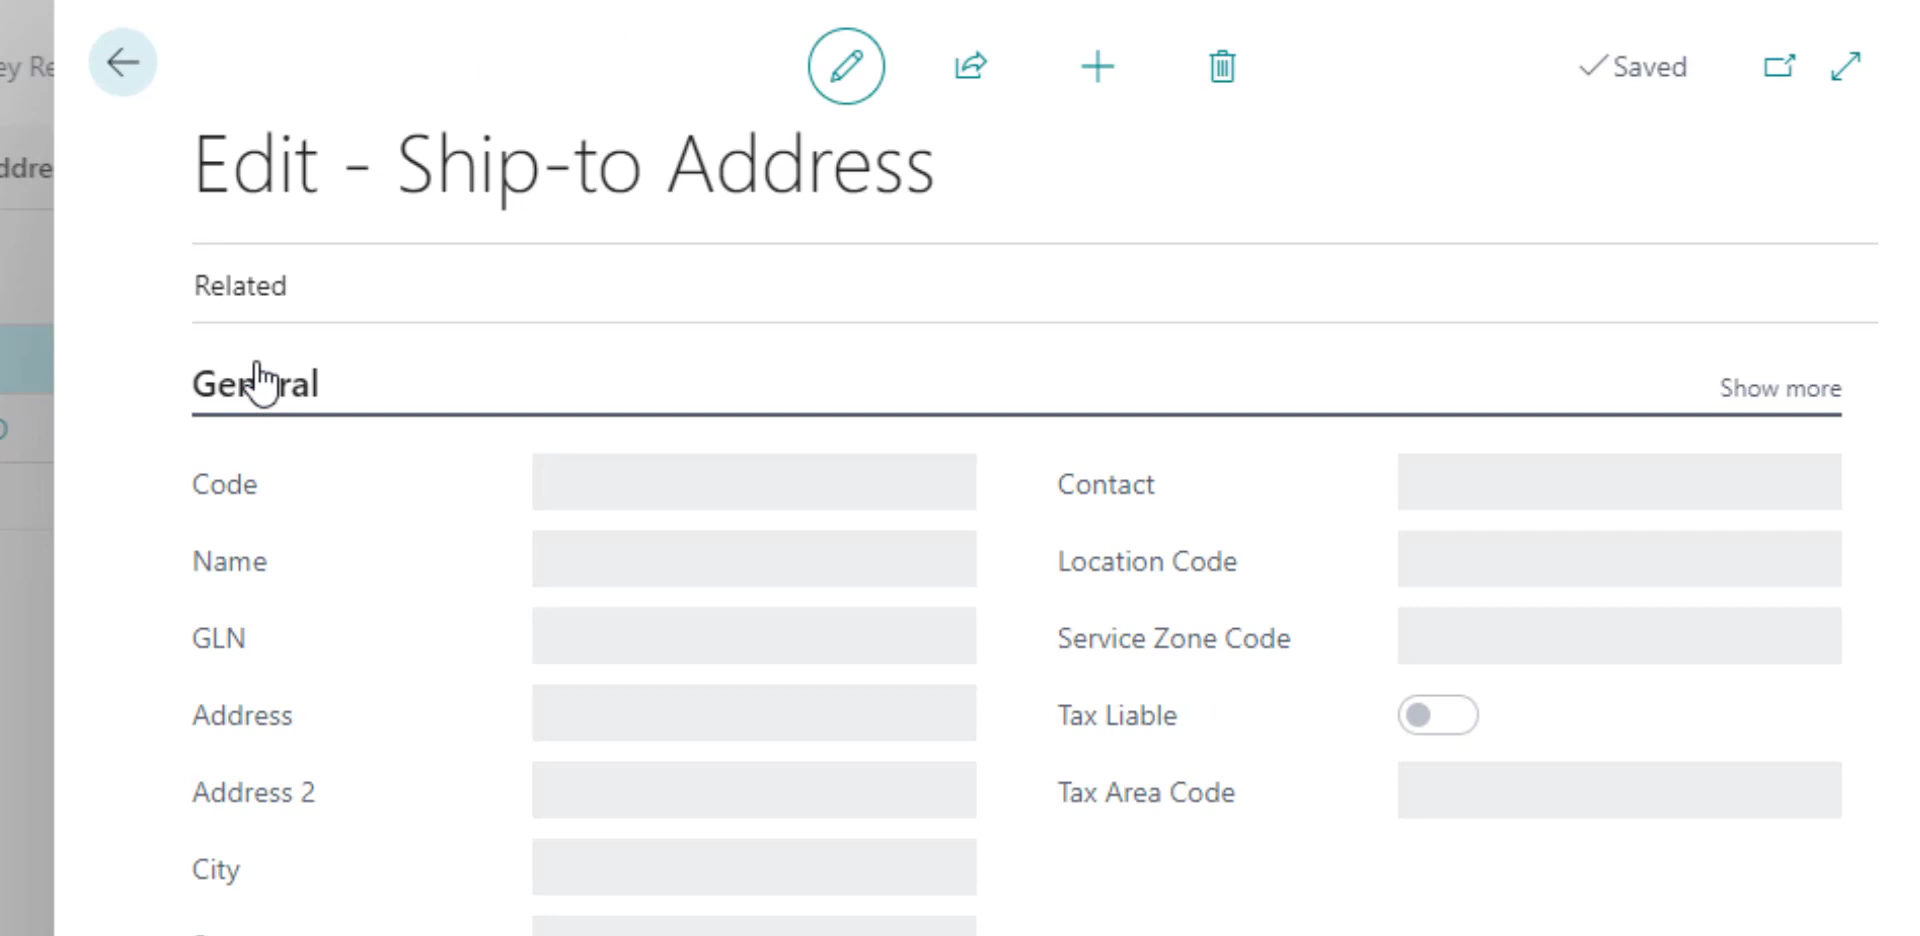 Saved
Edit - Ship-to Address
Related
General
Show more
Code
Contact
Name
Location Code
GLN
Service Zone Code
Address
Tax Liable
Address 2
Tax Area Code
City